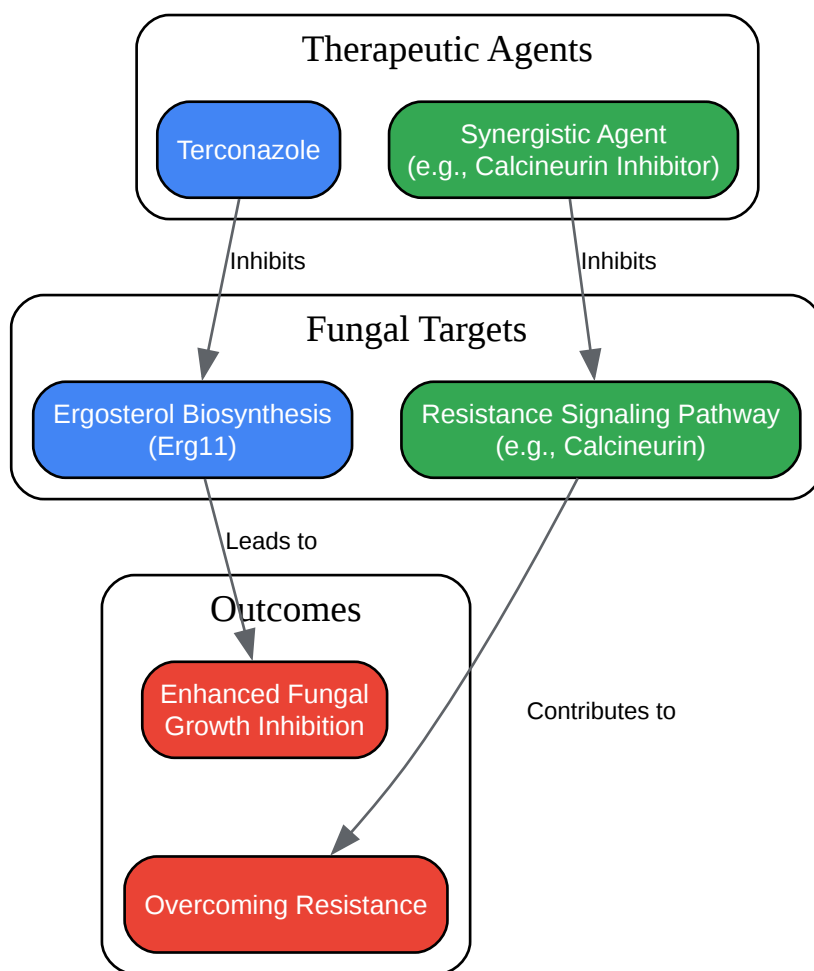 Therapeutic Agents
Terconazole
Synergistic Agent
(e.g., Calcineurin Inhibitor)
Inhibits
Inhibits
Fungal Targets
Ergosterol Biosynthesis
(Erg11)
Resistance Signaling Pathway
(e.g., Calcineurin)
Leads to
Outcomes
Enhanced Fungal
Growth Inhibition
Contributes to
Overcoming Resistance